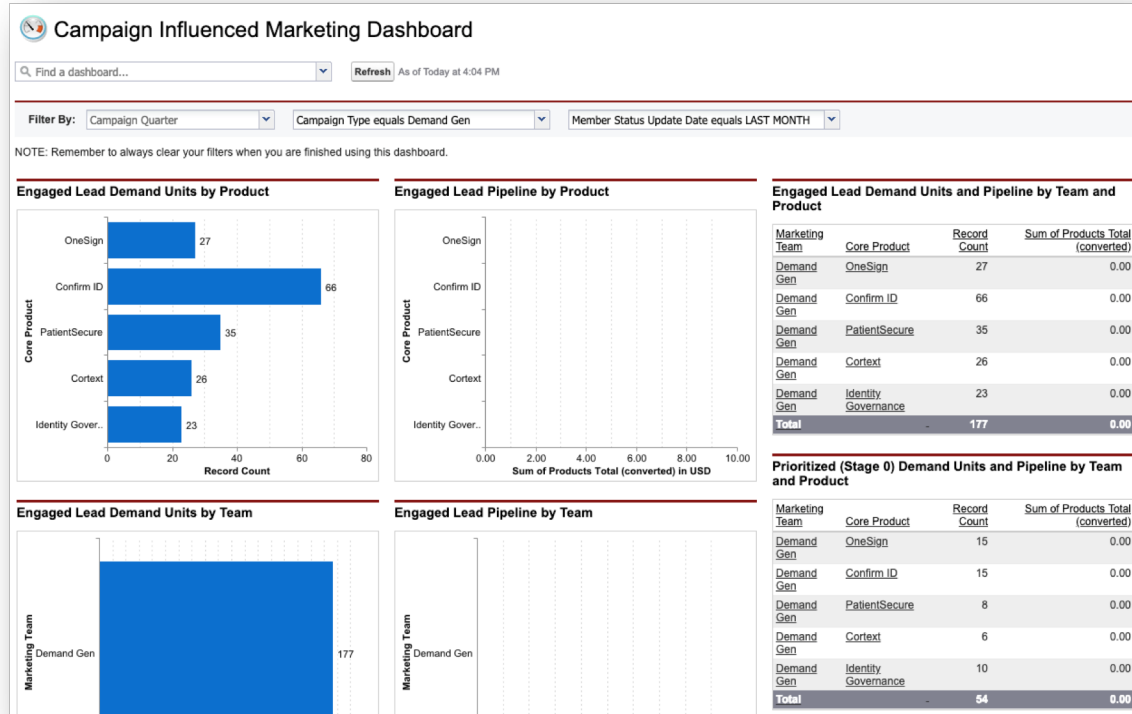 Campaign Influenced Marketing Dashboard
Find a dashboard...
Refresh As of Today at 4:04 PM
Filter By: Campaign Quarter Campaign Type equals Demand Gen Member Status Update Date equals LAST MONTH
NOTE: Remember to always clear your filters when you are finished using this dashboard.
Engaged Lead Demand Units by Product
Core Product
OneSign 27
Confirm ID 66
PatientSecure 35
Cortext 26
Identity Gover.. 23
0 20 40 60 80
Record Count
Engaged Lead Pipeline by Product
Core Product
OneSign
Confirm ID
PatientSecure
Cortext
Identity Gover..
0.00 2.00 4.00 6.00 8.00 10.00
Sum of Products Total (converted) in USD
Engaged Lead Demand Units and Pipeline by Team and
Product
Marketing Record Sum of Products Total
Team Core Product Count (converted)
Demand OneSign 27 0.00
Gen
Demand Confirm ID 66 0.00
Gen
Demand PatientSecure 35 0.00
Gen
Demand Cortext 26 0.00
Gen
Demand Identity 23 0.00
Gen Governance
Total - 177 0.00
Engaged Lead Demand Units by Team
Marketing Team
Demand Gen 177
Engaged Lead Pipeline by Team
Marketing Team
Demand Gen
Prioritized (Stage 0) Demand Units and Pipeline by Team
and Product
Marketing Record Sum of Products Total
Team Core Product Count (converted)
Demand OneSign 15 0.00
Gen
Demand Confirm ID 15 0.00
Gen
Demand PatientSecure 8 0.00
Gen
Demand Cortext 6 0.00
Gen
Demand Identity 10 0.00
Gen Governance
Total - 54 0.00